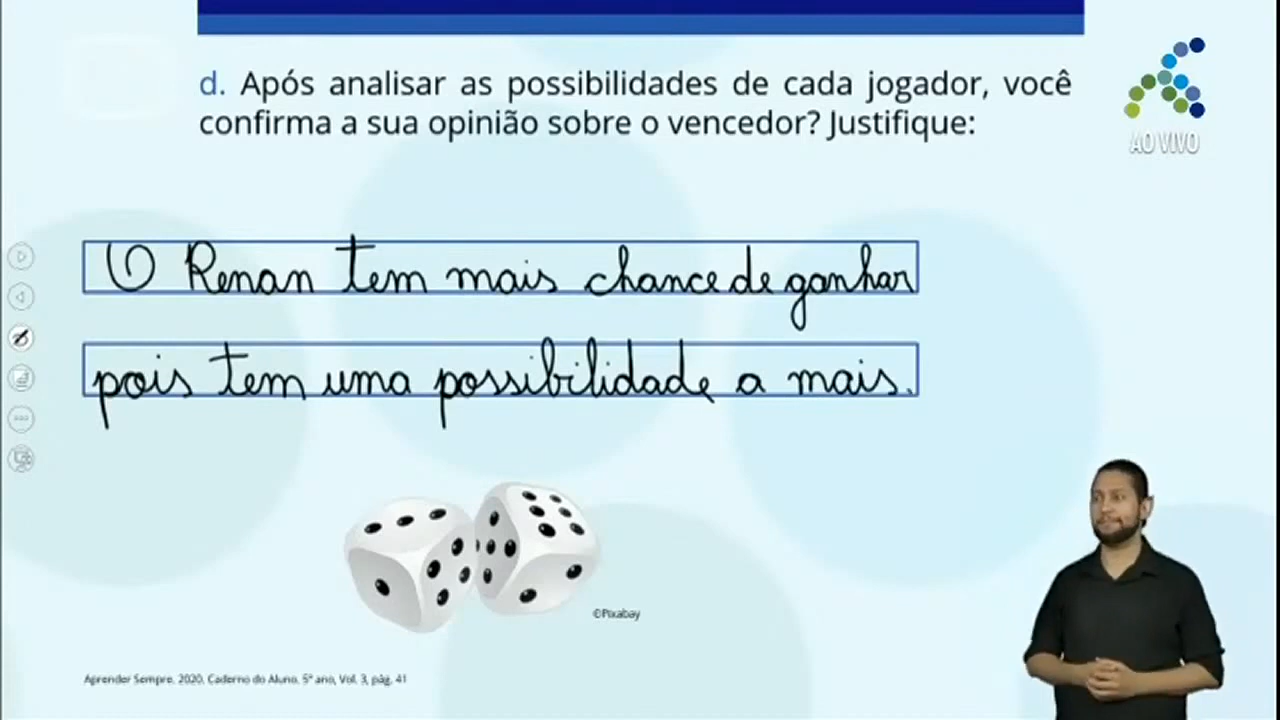 d. Após analisar as possibilidades de cada jogador, você
confirma a sua opinião sobre o vencedor? Justifique:
AO VIVO
O Renan tem mais chance de ganhar
pois tem uma possibilidade a mais.
©Pixabay
Aprender Sempre. 2020. Caderno do Aluno. 5º ano, Vol. 3, pág. 41